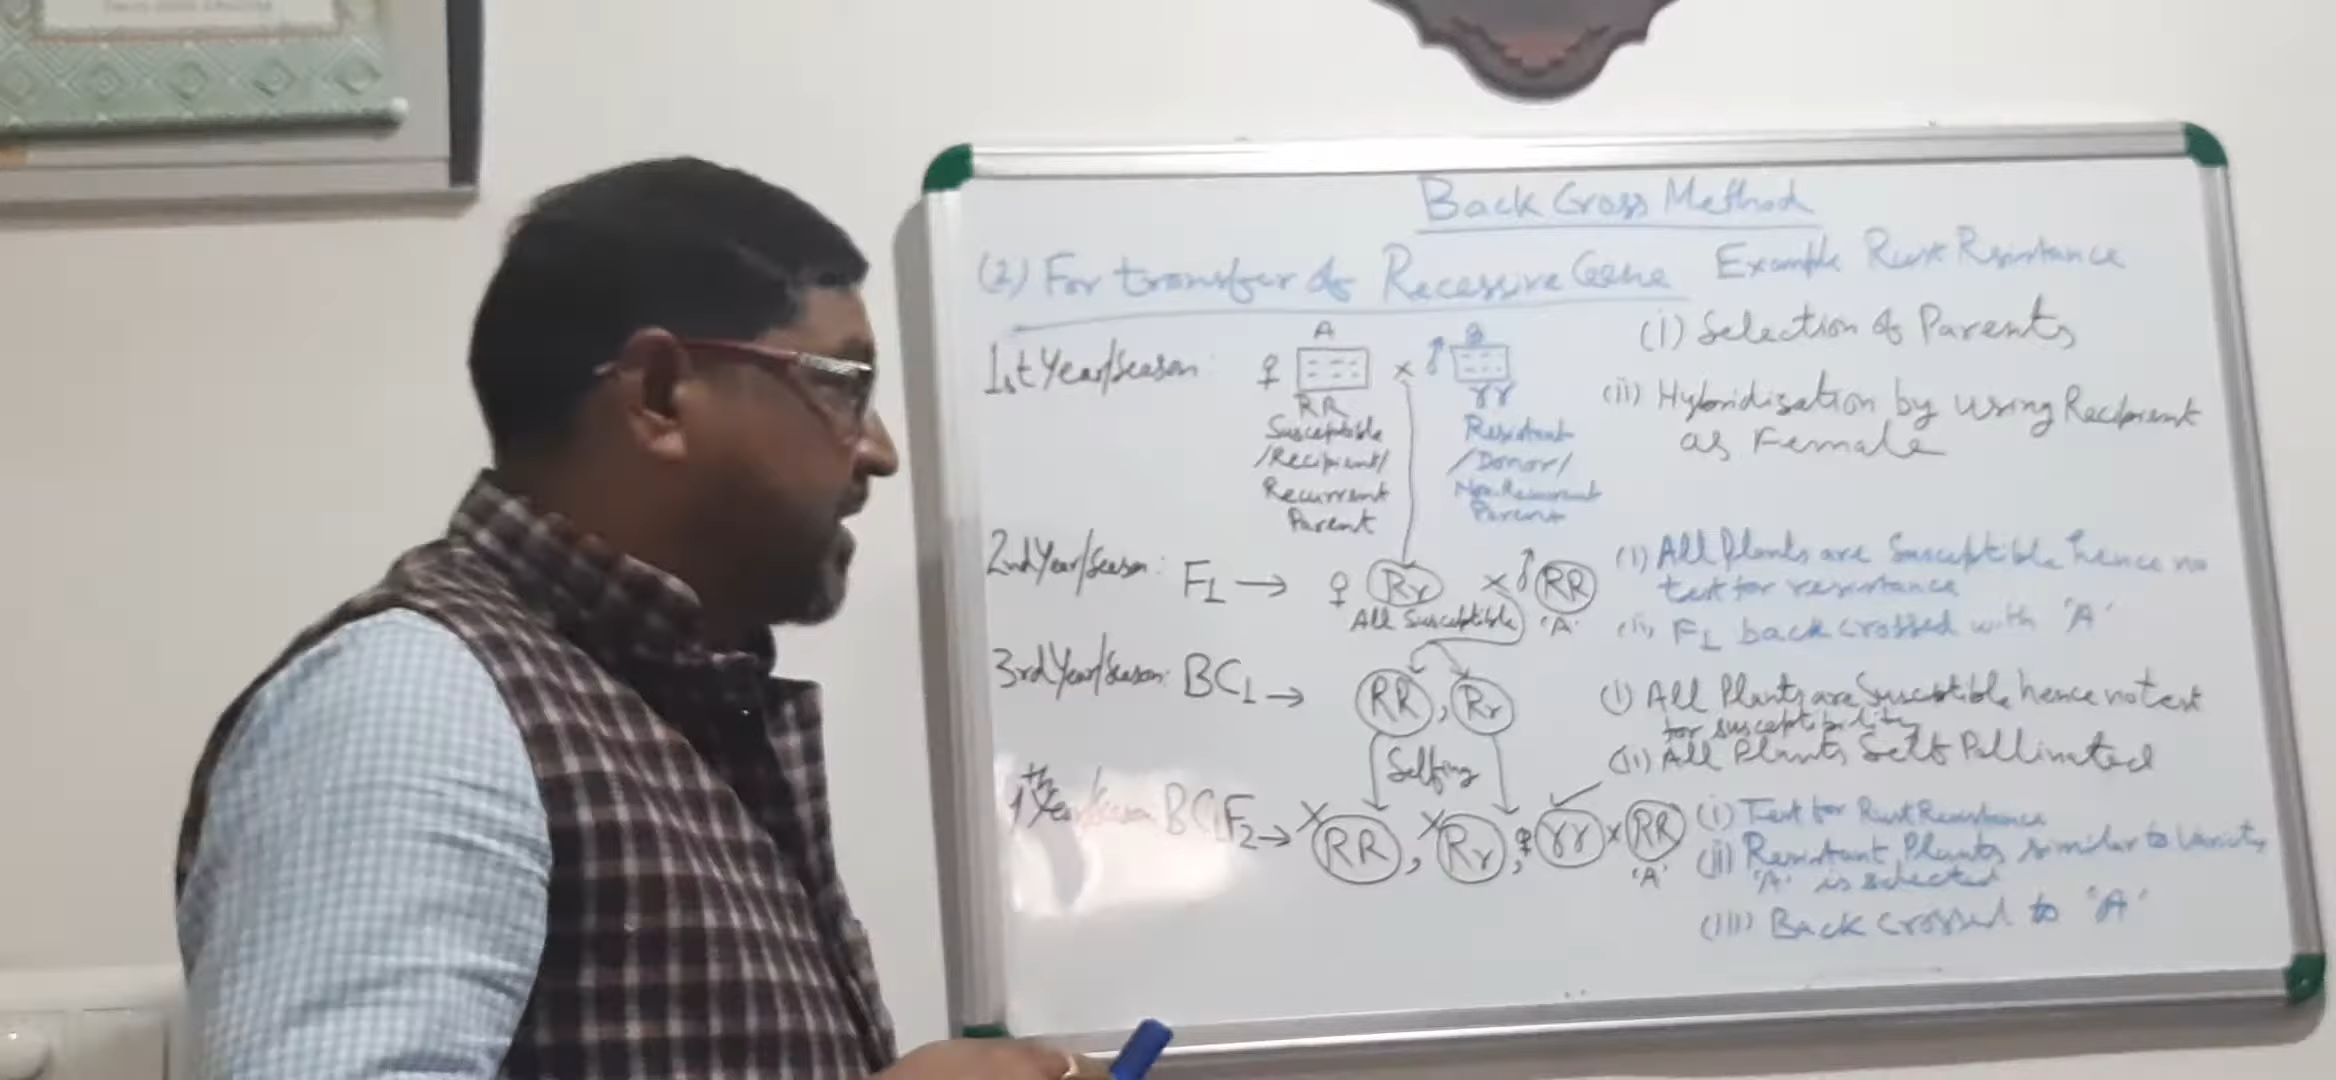 Back Cross Method
(2) For transfer of Recessive Gene Example Rust Resistance
1st Year/Season: ♀ A × ♂ B (i) Selection of Parents
RR rr (ii) Hybridisation by using Recipient
as Female
Susceptible Resistant
/Recipient/ /Donor/
Recurrent Non-Recurrent
Parent Parent
2nd Year/Season: F1 → ♀ Rr × ♂ RR (i) All Plants are Susceptible hence no
test for resistance
All Susceptible 'A' (ii) F1 back crossed with 'A'
3rd Year/Season: BC1 → RR, Rr (i) All Plants are Susceptible hence no test
for susceptibility
Selfing (ii) All Plants Self Pollinated
th Year/Season BC1F2 → × RR, × Rr, ♀ rr × RR (i) Test for Rust Resistance
'A' (ii) Resistant Plants similar to Variety
'A' is selected
(iii) Back crossed to 'A'